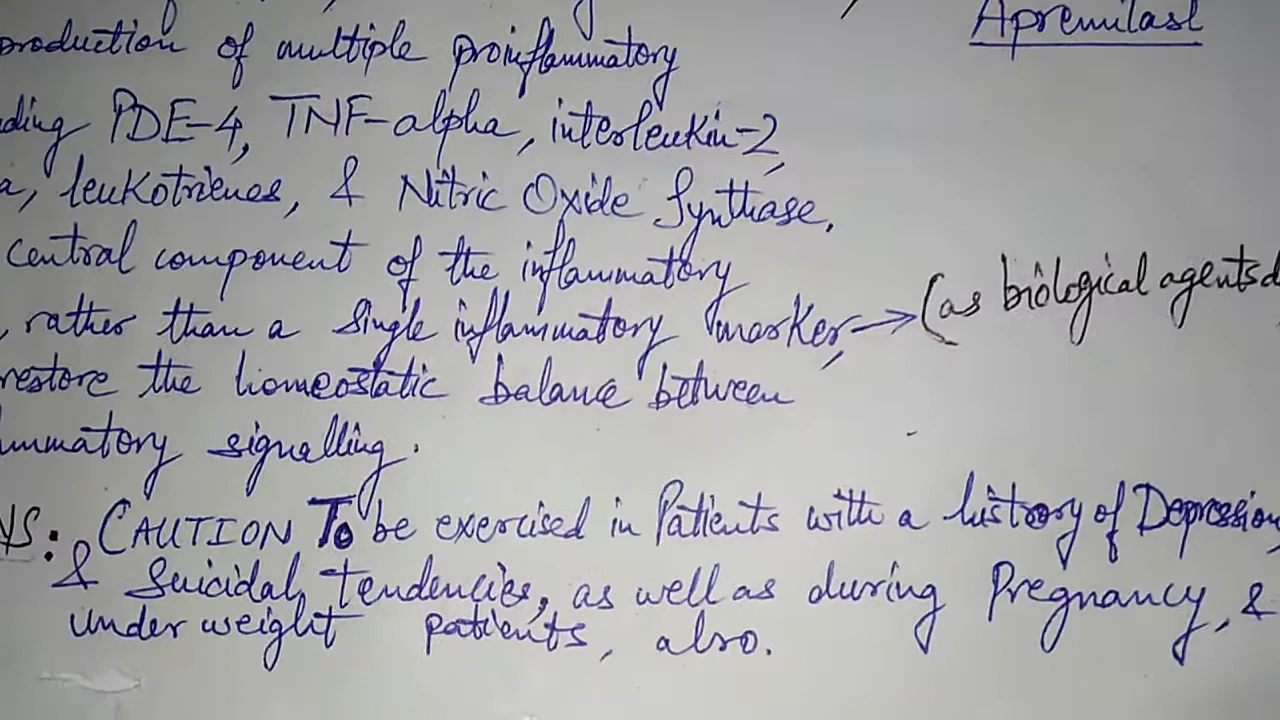 Apremilast
production of multiple proinflammatory
ding PDE-4, TNF-alpha, interleukin-2,
a, leukotrienes, & Nitric Oxide Synthase.
central component of the inflammatory
, rather than a single inflammatory marker, → (as biological agents d
restore the homeostatic balance between
mmatory signalling.
NS: CAUTION To be exercised in Patients with a history of Depression,
& Suicidal tendencies, as well as during Pregnancy, &
underweight patients, also.